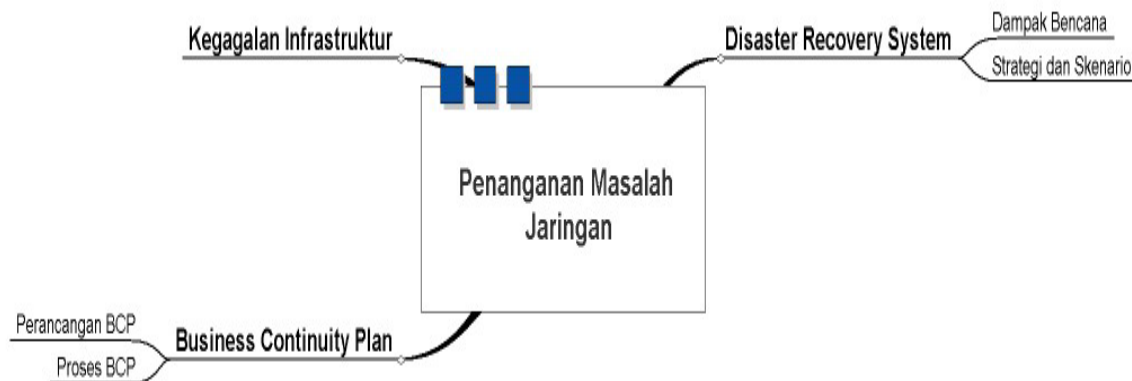 Kegagalan Infrastruktur
Disaster Recovery System
Dampak Bencana
Strategi dan Skenario
Penanganan Masalah
Jaringan
Perancangan BCP
Business Continuity Plan
Proses BCP